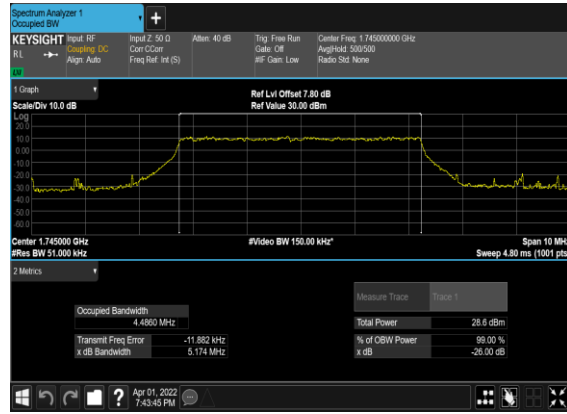 Spectrum Analyzer 1
Occupied BW
+
KEYSIGHT Input: RF Input Z: 50 Ω Atten: 40 dB Trig: Free Run Center Freq: 1.745000000 GHz
RL Coupling: DC Corr CCorr Gate: Off Avg|Hold: 500/500
Align: Auto Freq Ref: Int (S) #IF Gain: Low Radio Std: None
1 Graph
Scale/Div 10.0 dB
Ref Lvl Offset 7.80 dB
Ref Value 30.00 dBm
Log
20.0
10.0
0.00
-10.0
-20.0
-30.0
-40.0
-50.0
-60.0
Center 1.745000 GHz #Video BW 150.00 kHz* Span 10 MHz
#Res BW 51.000 kHz Sweep 4.80 ms (1001 pts
2 Metrics
Measure Trace Trace 1
Occupied Bandwidth
4.4860 MHz
Total Power 28.6 dBm
Transmit Freq Error -11.882 kHz % of OBW Power 99.00 %
x dB Bandwidth 5.174 MHz x dB -26.00 dB
?
Apr 01, 2022
7:43:45 PM